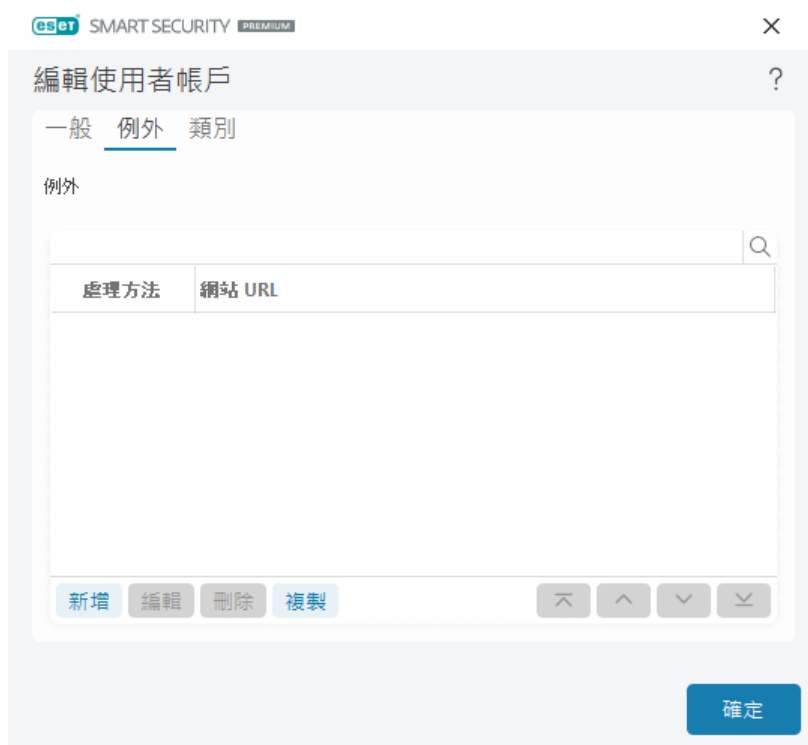 eset SMART SECURITY PREMIUM
編輯使用者帳戶 ?
一般 例外 類別
例外
處理方法 網站 URL
新增 編輯 刪除 複製
確定